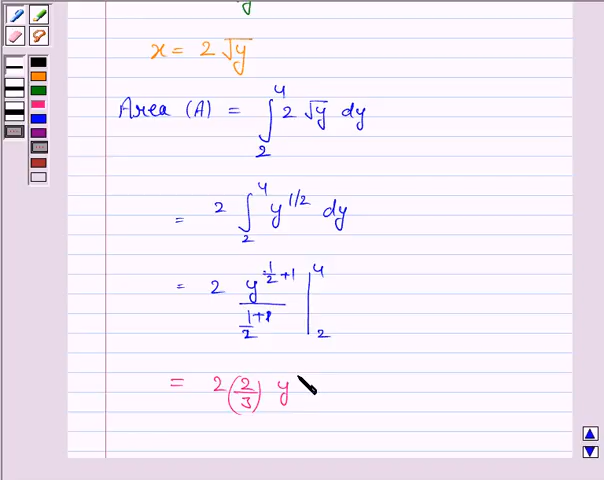 x = 2 √y
Area (A) = ∫₂⁴ 2 √y dy
= 2 ∫₂⁴ y^{1/2} dy
= 2 y^{1/2+1} / (1/2+1) |₂⁴
= 2 (2/3) y